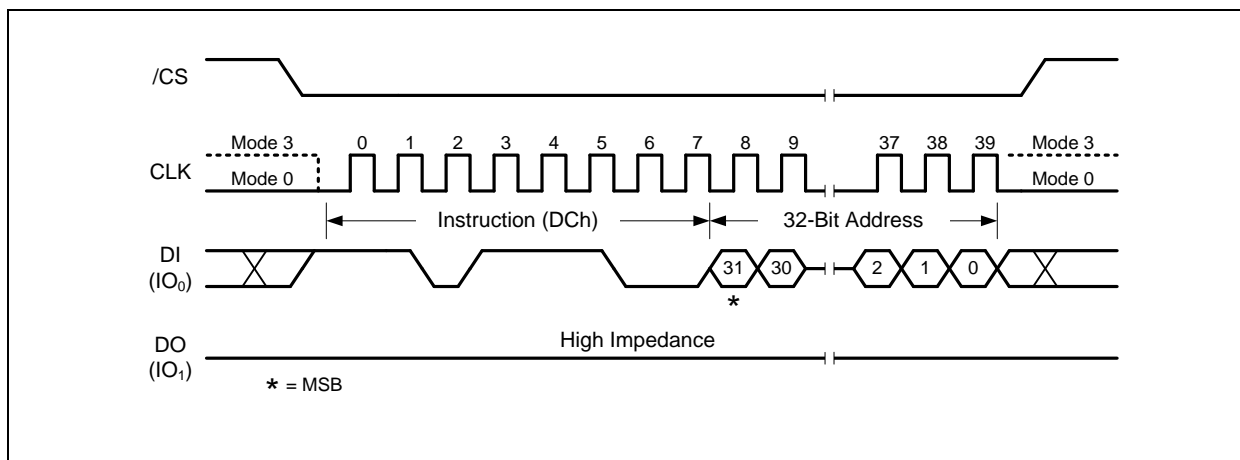 /CS
Mode 3 0 1 2 3 4 5 6 7 8 9 37 38 39 Mode 3
CLK
Mode 0 Mode 0
Instruction (DCh) 32-Bit Address
DI
(IO₀)
31 30 2 1 0
*
High Impedance
DO
(IO₁)
* = MSB